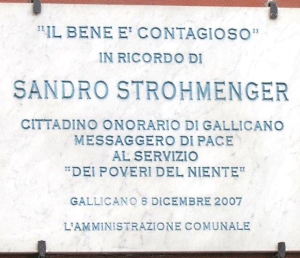 "IL BENE E' CONTAGIOSO"
IN RICORDO DI
SANDRO STROHMENGER
CITTADINO ONORARIO DI GALLICANO
MESSAGGERO DI PACE
AL SERVIZIO
"DEI POVERI DEL NIENTE"
GALLICANO 8 DICEMBRE 2007
L'AMMINISTRAZIONE COMUNALE